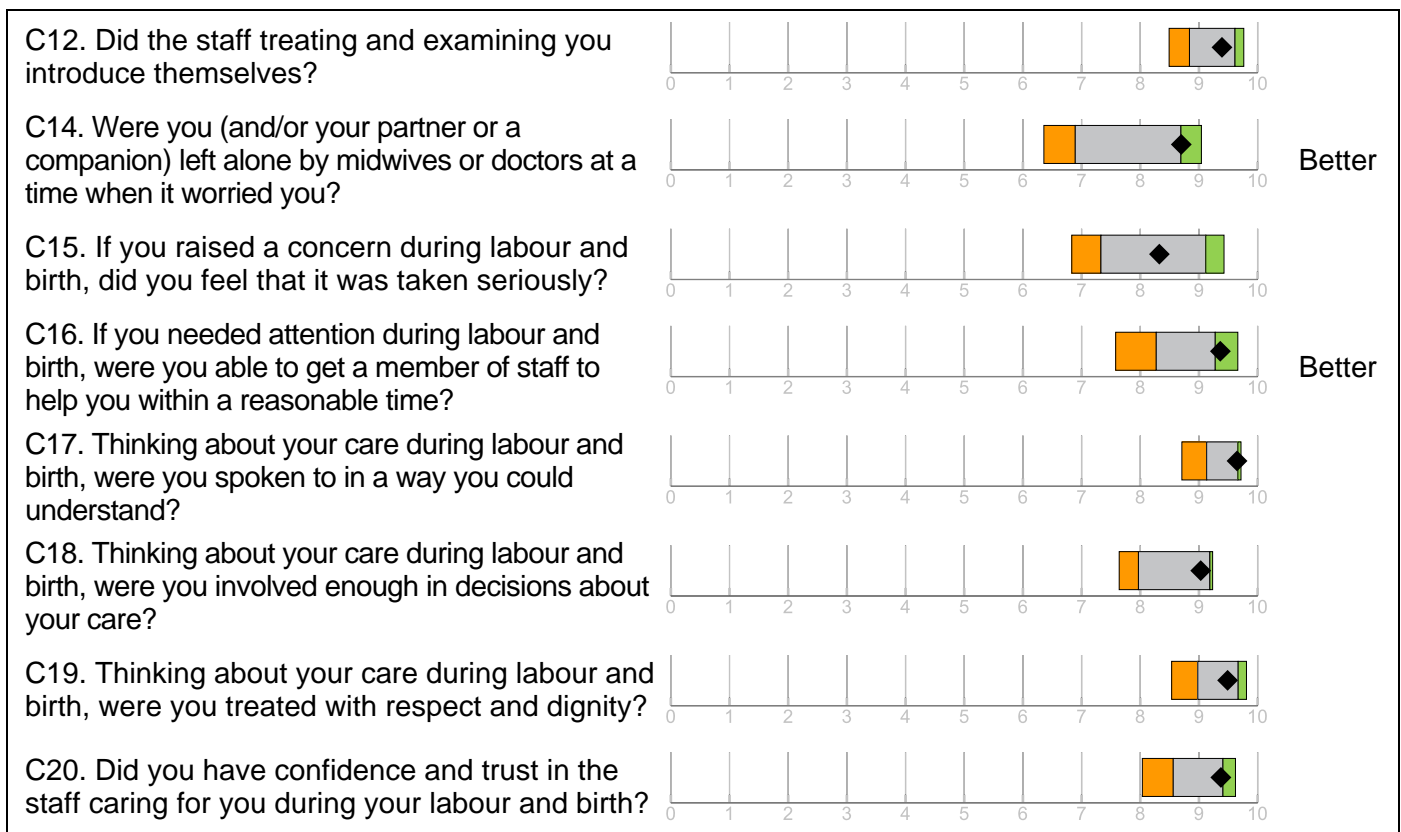 C12. Did the staff treating and examining you
introduce themselves?
0 1 2 3 4 5 6 7 8 9 10
C14. Were you (and/or your partner or a
companion) left alone by midwives or doctors at a
time when it worried you?
0 1 2 3 4 5 6 7 8 9 10
Better
C15. If you raised a concern during labour and
birth, did you feel that it was taken seriously?
0 1 2 3 4 5 6 7 8 9 10
C16. If you needed attention during labour and
birth, were you able to get a member of staff to
help you within a reasonable time?
0 1 2 3 4 5 6 7 8 9 10
Better
C17. Thinking about your care during labour and
birth, were you spoken to in a way you could
understand?
0 1 2 3 4 5 6 7 8 9 10
C18. Thinking about your care during labour and
birth, were you involved enough in decisions about
your care?
0 1 2 3 4 5 6 7 8 9 10
C19. Thinking about your care during labour and
birth, were you treated with respect and dignity?
0 1 2 3 4 5 6 7 8 9 10
C20. Did you have confidence and trust in the
staff caring for you during your labour and birth?
0 1 2 3 4 5 6 7 8 9 10